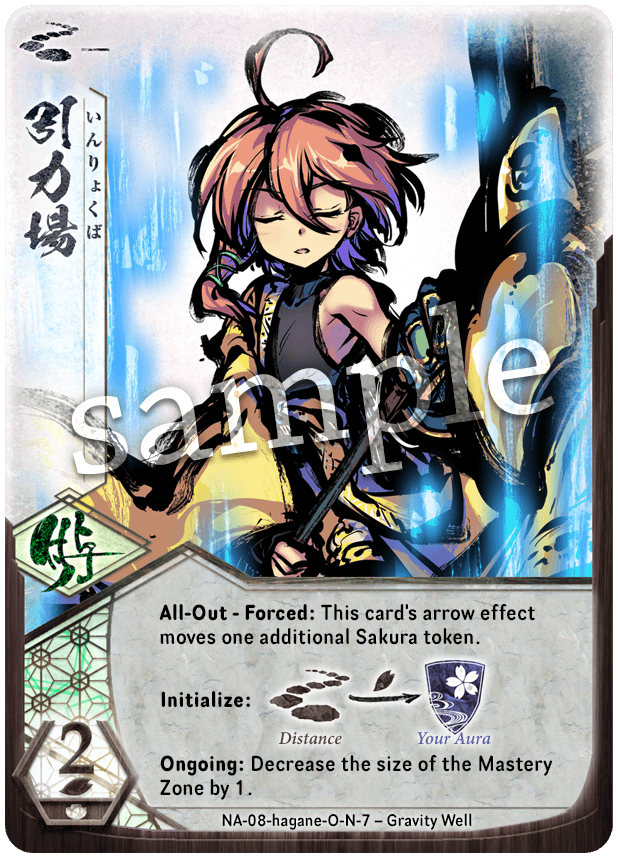 引力場
いんりょくば
sample
付与
All-Out - Forced: This card's arrow effect
moves one additional Sakura token.
Initialize:
Distance
Your Aura
2
Ongoing: Decrease the size of the Mastery
Zone by 1.
NA-08-hagane-O-N-7 – Gravity Well